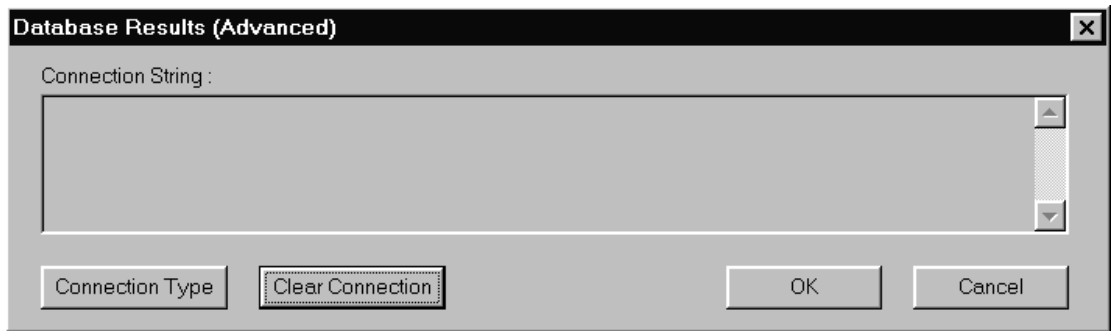 Database Results (Advanced)
Connection String :
Connection Type
Clear Connection
OK
Cancel